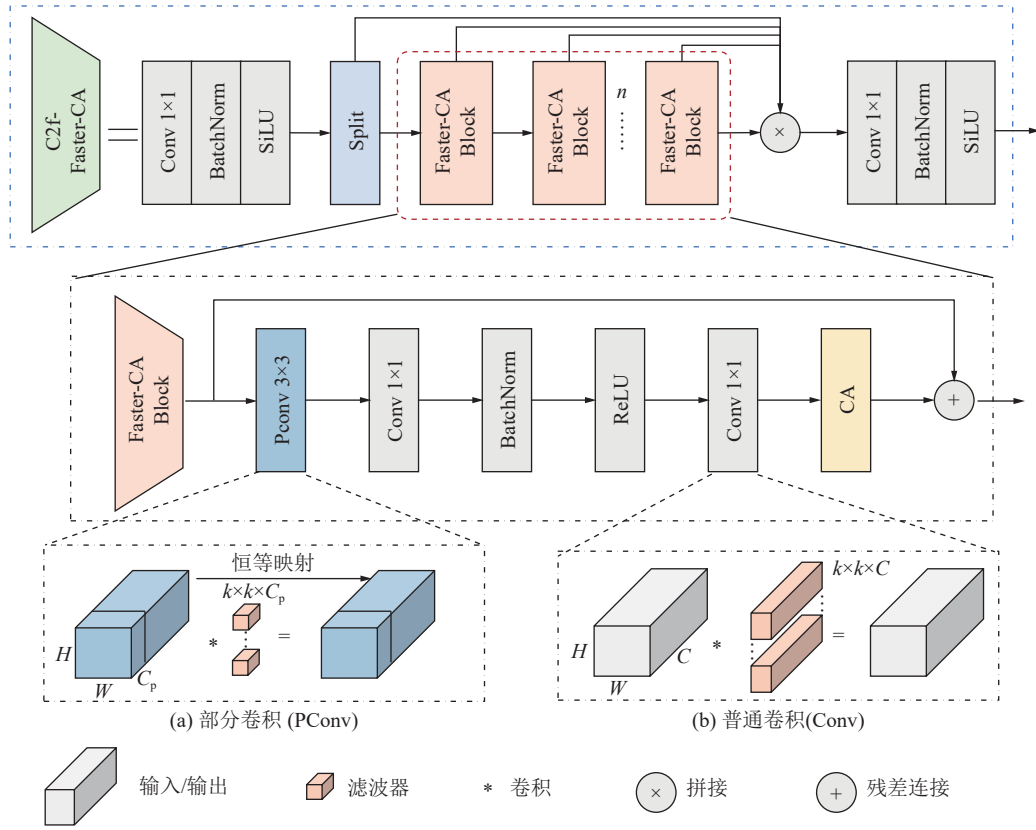 C2f-
Faster-CA
Conv 1×1
BatchNorm
SiLU
Split
Faster-CA
Block
Faster-CA
Block
n
……
Faster-CA
Block
×
Conv 1×1
BatchNorm
SiLU
Faster-CA
Block
Pconv 3×3
Conv 1×1
BatchNorm
ReLU
Conv 1×1
CA
+
恒等映射
k×k×Cp
H
W
Cp
*
=
(a) 部分卷积 (PConv)
k×k×C
H
W
C
*
=
(b) 普通卷积(Conv)
输入/输出
滤波器
* 卷积
× 拼接
+ 残差连接